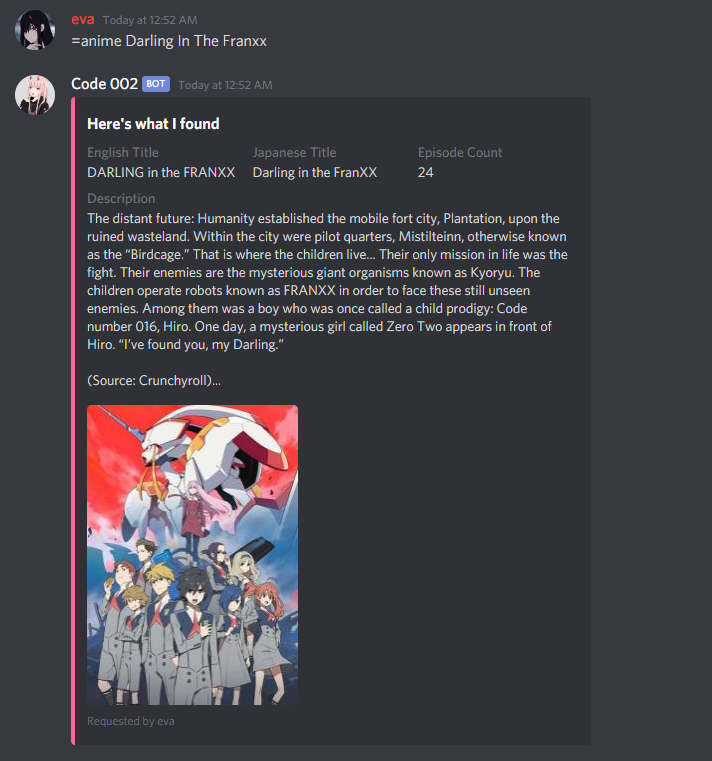 eva Today at 12:52 AM
=anime Darling In The Franxx
Code 002 BOT Today at 12:52 AM
Here's what I found
English Title Japanese Title Episode Count
DARLING in the FRANXX Darling in the FranXX 24
Description
The distant future: Humanity established the mobile fort city, Plantation, upon the
ruined wasteland. Within the city were pilot quarters, Mistilteinn, otherwise known
as the “Birdcage.” That is where the children live... Their only mission in life was the
fight. Their enemies are the mysterious giant organisms known as Kyoryu. The
children operate robots known as FRANXX in order to face these still unseen
enemies. Among them was a boy who was once called a child prodigy: Code
number 016, Hiro. One day, a mysterious girl called Zero Two appears in front of
Hiro. “I’ve found you, my Darling.”
(Source: Crunchyroll)...
Requested by eva